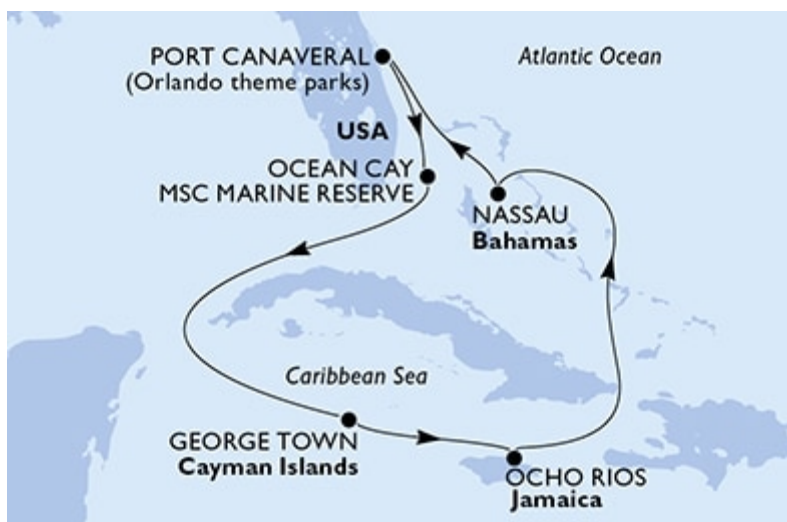 PORT CANAVERAL
(Orlando theme parks)
Atlantic Ocean
USA
OCEAN CAY
MSC MARINE RESERVE
NASSAU
Bahamas
Caribbean Sea
GEORGE TOWN
Cayman Islands
OCHO RIOS
Jamaica